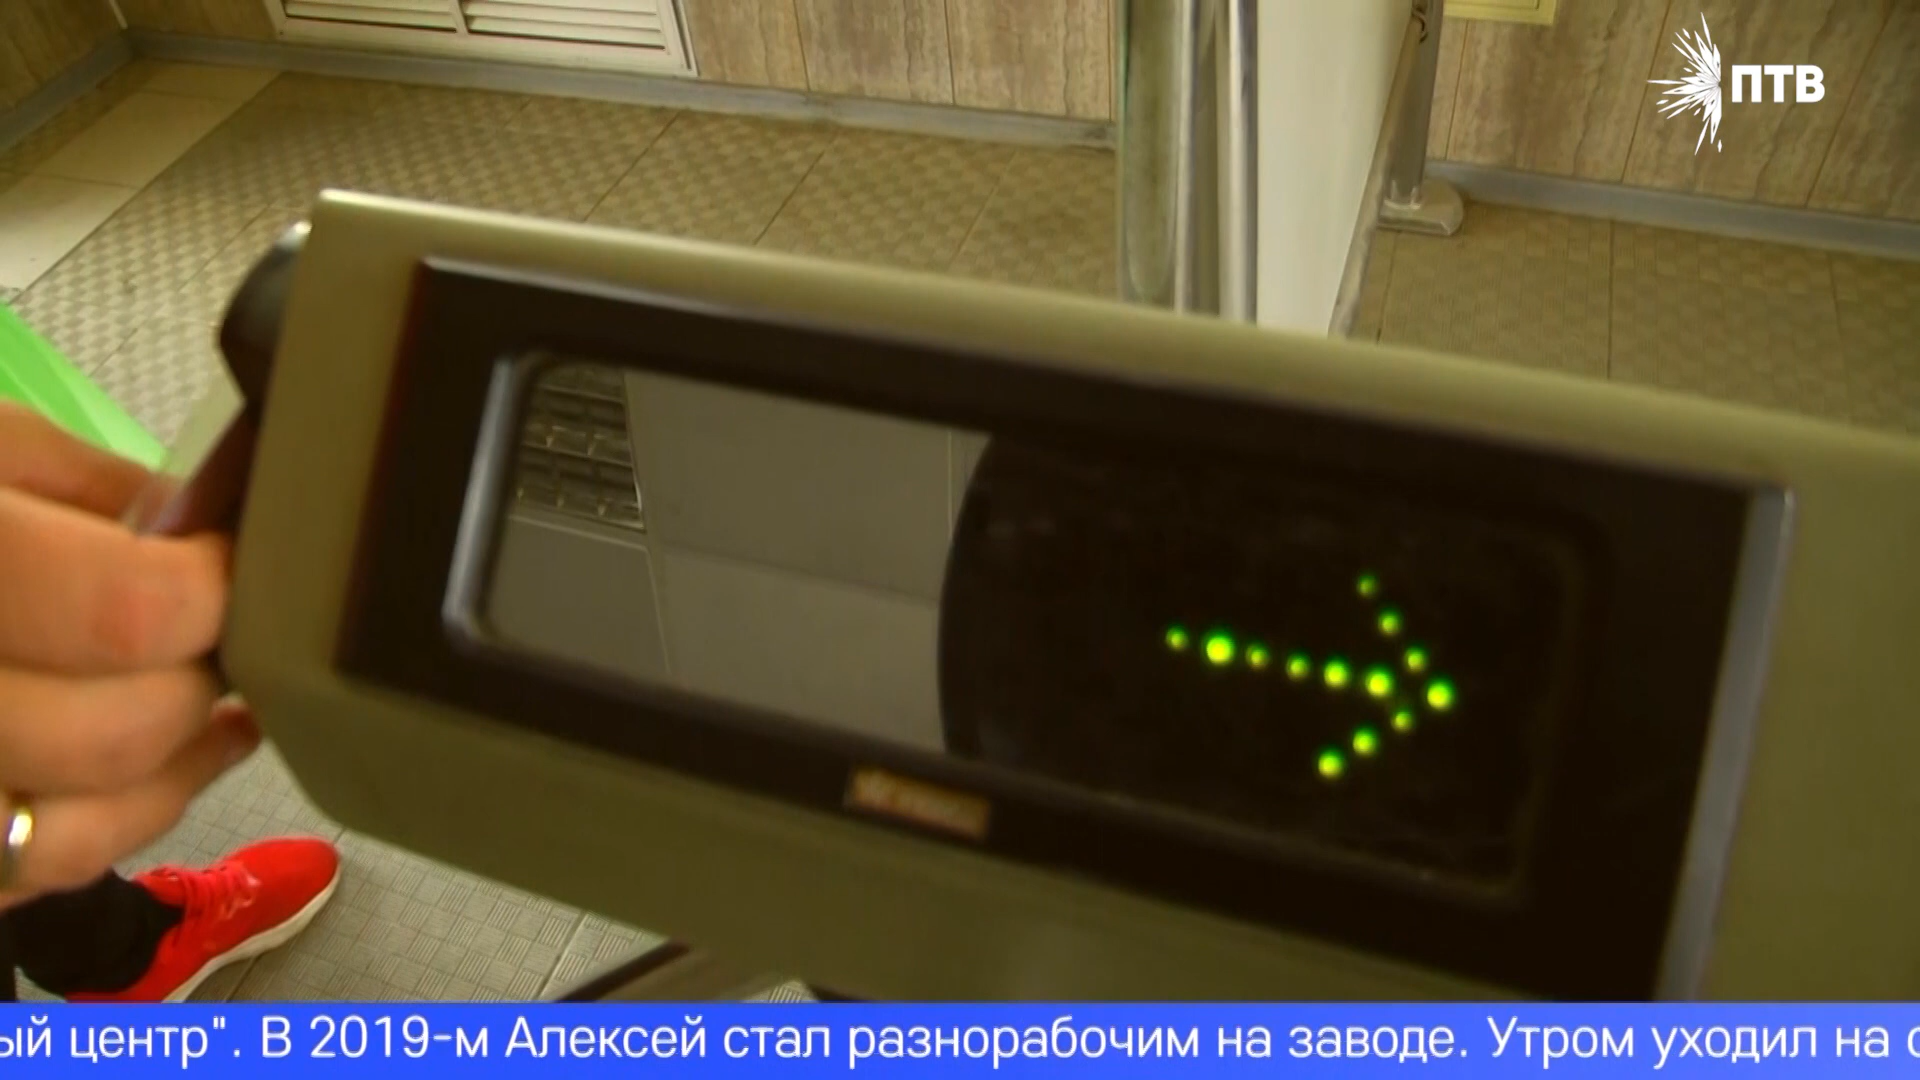 ПТВ
ый центр". В 2019-м Алексей стал разнорабочим на заводе. Утром уходил на